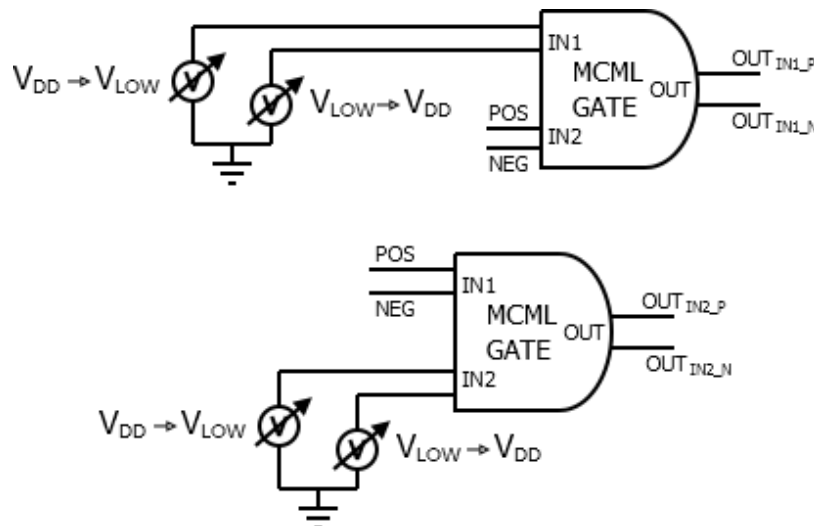 IN1
MCML
GATE
OUT
OUT_IN1_P
V_DD → V_LOW
V_LOW → V_DD
POS
IN2
NEG
OUT_IN1_N
POS
IN1
NEG
MCML
GATE
OUT
OUT_IN2_P
IN2
OUT_IN2_N
V_DD → V_LOW
V
V_LOW → V_DD
V